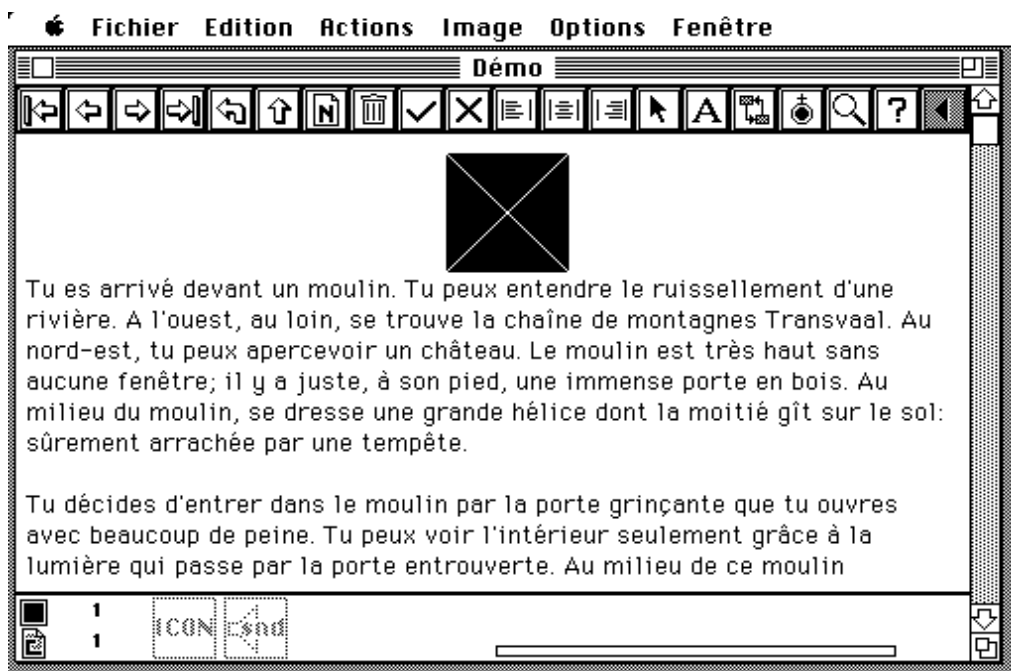 Fichier Edition Actions Image Options Fenêtre
Démo
N A ?
Tu es arrivé devant un moulin. Tu peux entendre le ruissellement d'une
rivière. A l'ouest, au loin, se trouve la chaîne de montagnes Transvaal. Au
nord-est, tu peux apercevoir un château. Le moulin est très haut sans
aucune fenêtre; il y a juste, à son pied, une immense porte en bois. Au
milieu du moulin, se dresse une grande hélice dont la moitié gît sur le sol:
sûrement arrachée par une tempête.
Tu décides d'entrer dans le moulin par la porte grinçante que tu ouvres
avec beaucoup de peine. Tu peux voir l'intérieur seulement grâce à la
lumière qui passe par la porte entrouverte. Au milieu de ce moulin
1
1
ICON snd